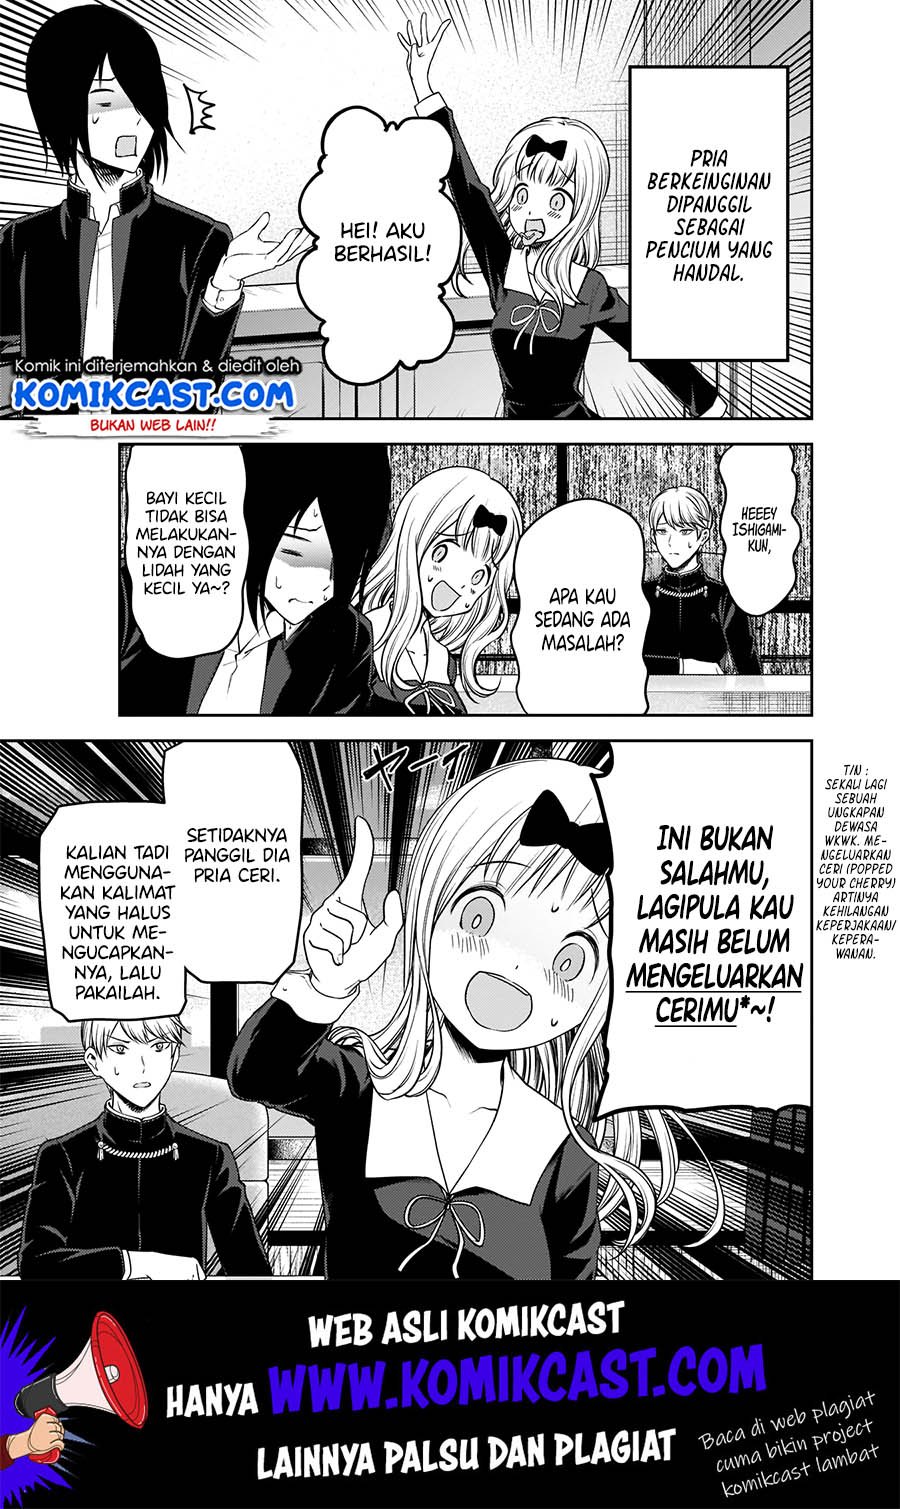 PRIA
BERKEINGINAN
DIPANGGIL
SEBAGAI
PENCIUM YANG
HANDAL.
HEI! AKU
BERHASIL!
Komik ini diterjemahkan & diedit oleh
KOMIKCAST.COM
BUKAN WEB LAIN!!
HEEEY
ISHIGAMI-
KUN,
APA KAU
SEDANG ADA
MASALAH?
BAYI KECIL
TIDAK BISA
MELAKUKAN-
NYA DENGAN
LIDAH YANG
KECIL YA~?
ヤーイ
INI BUKAN
SALAHMU,
LAGIPULA KAU
MASIH BELUM
MENGELUARKAN
CERIMU*~!
T/N :
SEKALI LAGI
SEBUAH
UNGKAPAN
DEWASA
WKWK. ME-
NGELUARKAN
CERI (POPPED
YOUR CHERRY)
ARTINYA
KEHILANGAN
KEPERJAKAAN/
KEPERA-
WANAN.
SETIDAKNYA
PANGGIL DIA
PRIA CERI.
KALIAN TADI
MENGGUNA-
KAN KALIMAT
YANG HALUS
UNTUK ME-
NGUCAPKAN-
NYA, LALU
PAKAILAH.
WEB ASLI KOMIKCAST
HANYA WWW.KOMIKCAST.COM
LAINNYA PALSU DAN PLAGIAT
Baca di web plagiat
cuma bikin project
komikcast lambat